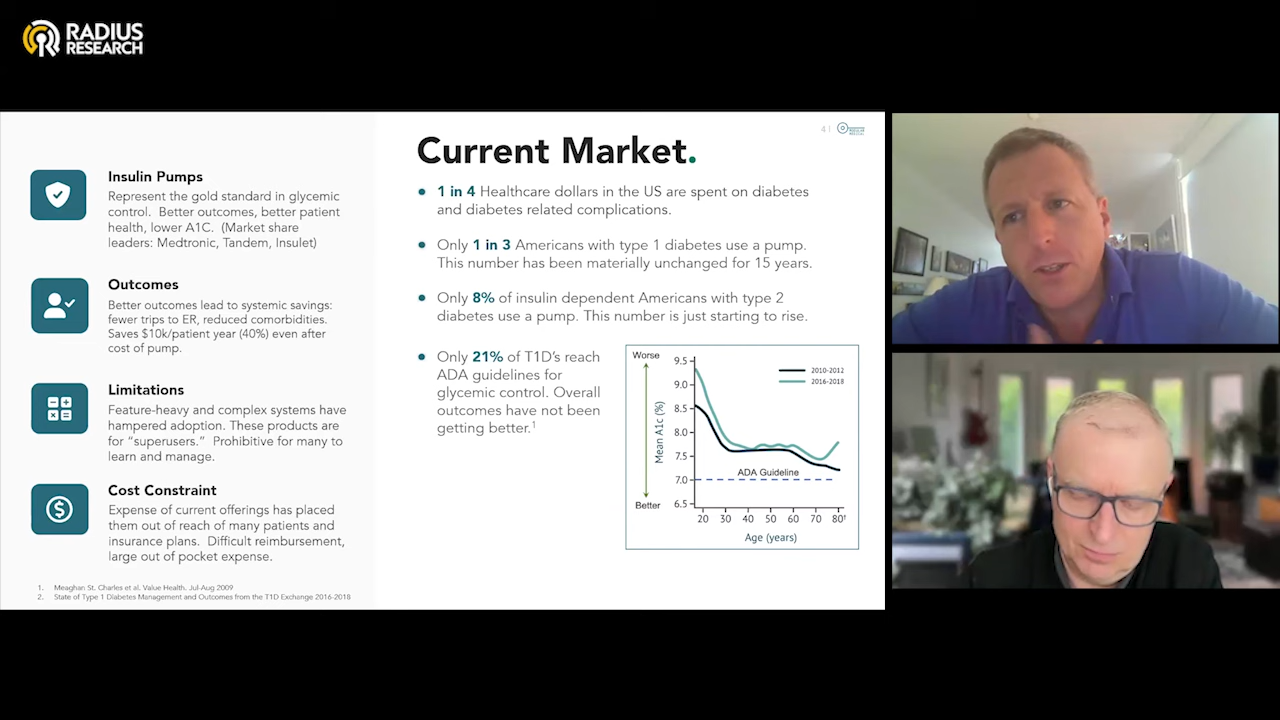 RADIUS
RESEARCH
Insulin Pumps
Represent the gold standard in glycemic
control. Better outcomes, better patient
health, lower A1C. (Market share
leaders: Medtronic, Tandem, Insulet)
Outcomes
Better outcomes lead to systemic savings:
fewer trips to ER, reduced comorbidities.
Saves $10k/patient year (40%) even after
cost of pump.
Limitations
Feature-heavy and complex systems have
hampered adoption. These products are
for “superusers.” Prohibitive for many to
learn and manage.
Cost Constraint
Expense of current offerings has placed
them out of reach of many patients and
insurance plans. Difficult reimbursement,
large out of pocket expense.
1. Meaghan St. Charles et al. Value Health. Jul-Aug 2009
2. State of Type 1 Diabetes Management and Outcomes from the T1D Exchange 2016-2018
4 |
Current Market.
1 in 4 Healthcare dollars in the US are spent on diabetes
and diabetes related complications.
Only 1 in 3 Americans with type 1 diabetes use a pump.
This number has been materially unchanged for 15 years.
Only 8% of insulin dependent Americans with type 2
diabetes use a pump. This number is just starting to rise.
Only 21% of T1D’s reach
ADA guidelines for
glycemic control. Overall
outcomes have not been
getting better.1
Worse
Better
Mean A1c (%)
9.5
9.0
8.5
8.0
7.5
7.0
6.5
2010-2012
2016-2018
ADA Guideline
20 30 40 50 60 70 80†
Age (years)